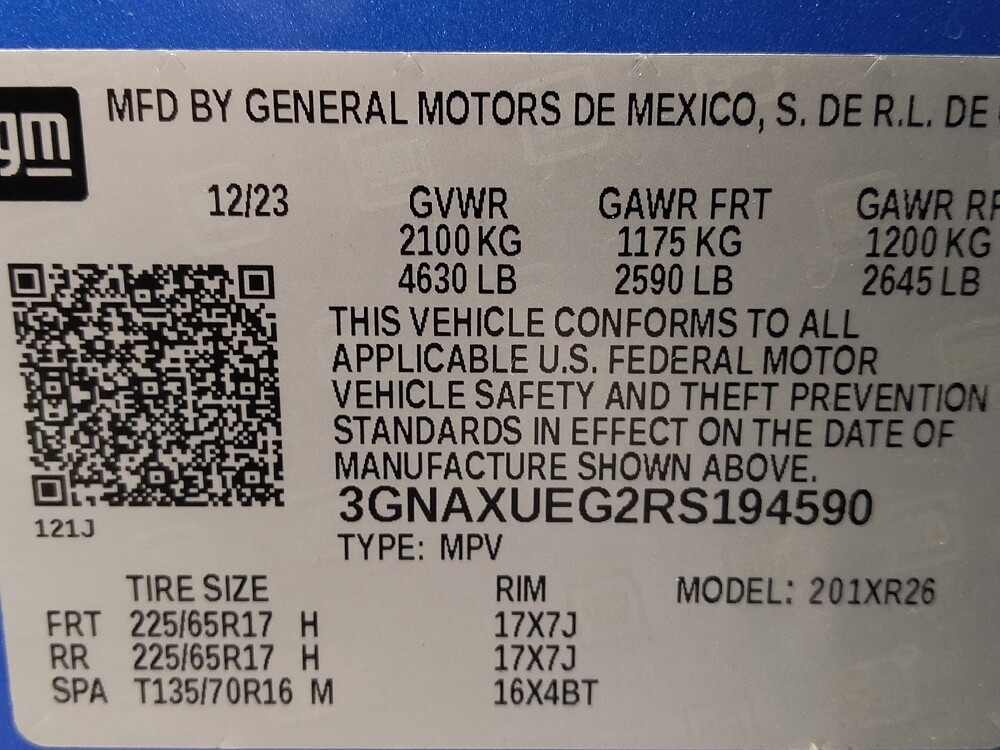 gm
MFD BY GENERAL MOTORS DE MEXICO, S. DE R.L. DE
12/23 GVWR GAWR FRT GAWR
2100 KG 1175 KG 1200 KG
4630 LB 2590 LB 2645 LB
THIS VEHICLE CONFORMS TO ALL
APPLICABLE U.S. FEDERAL MOTOR
VEHICLE SAFETY AND THEFT PREVENTION
STANDARDS IN EFFECT ON THE DATE OF
MANUFACTURE SHOWN ABOVE.
3GNAXUEG2RS194590
121J
TYPE: MPV
TIRE SIZE RIM MODEL: 201XR26
FRT 225/65R17 H 17X7J
RR 225/65R17 H 17X7J
SPA T135/70R16 M 16X4BT